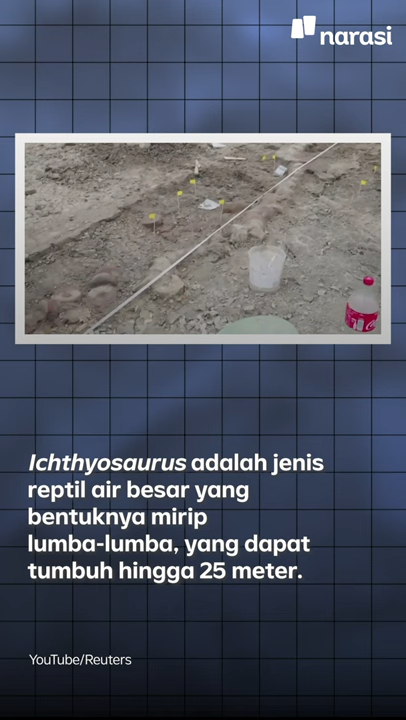 narasi
Ichthyosaurus adalah jenis
reptil air besar yang
bentuknya mirip
lumba-lumba, yang dapat
tumbuh hingga 25 meter.
YouTube/Reuters